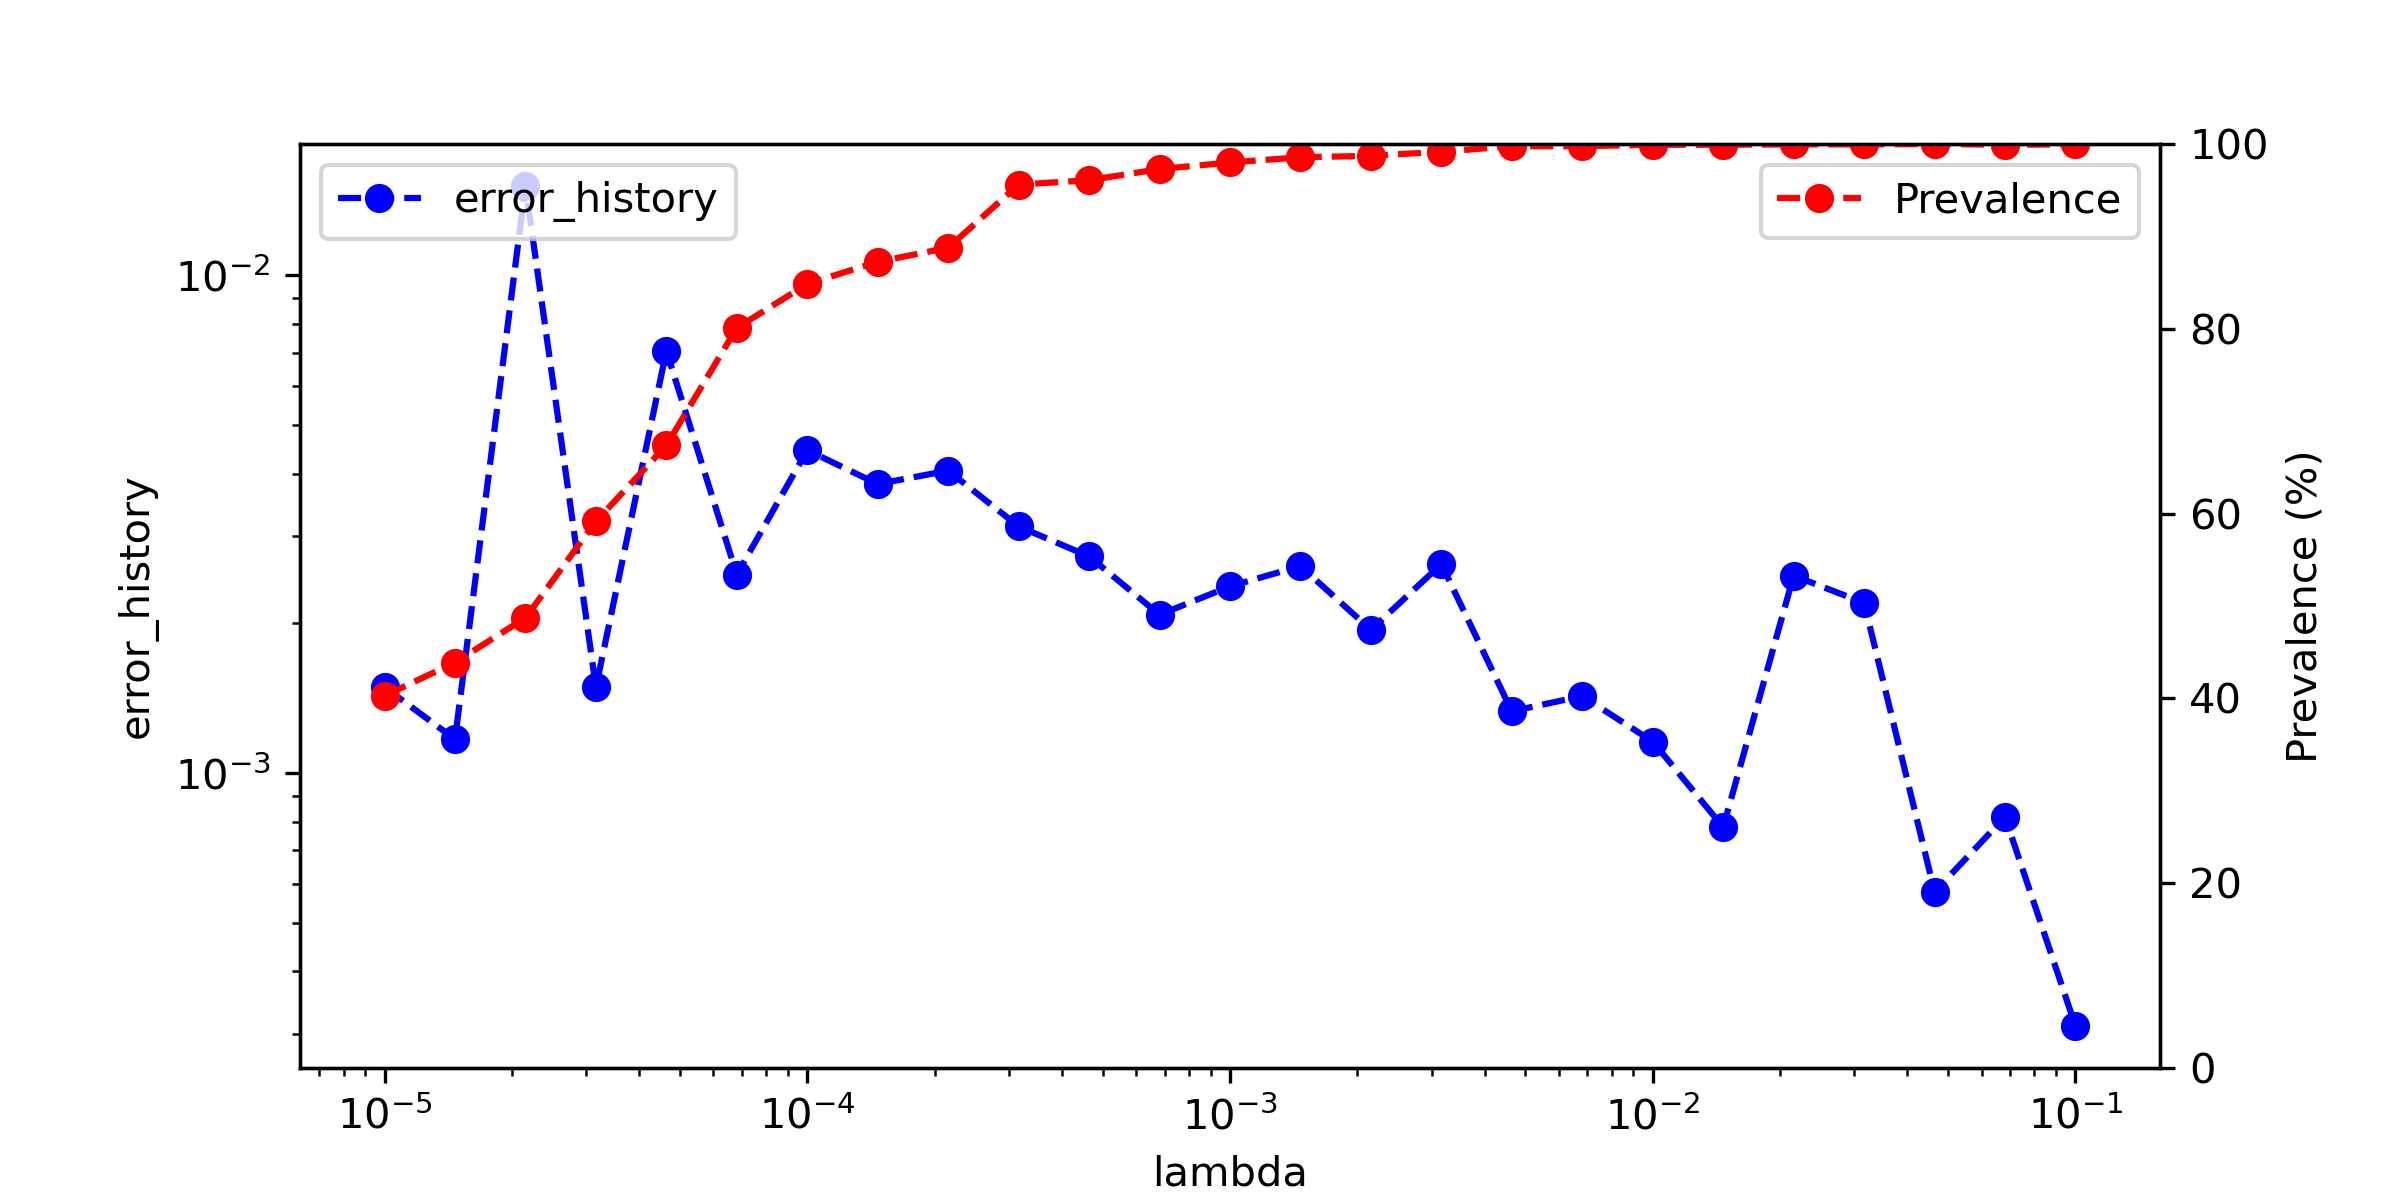 error_history
Prevalence
10⁻²
10⁻³
error_history
100
80
60
40
20
0
Prevalence (%)
10⁻⁵
10⁻⁴
10⁻³
10⁻²
10⁻¹
lambda